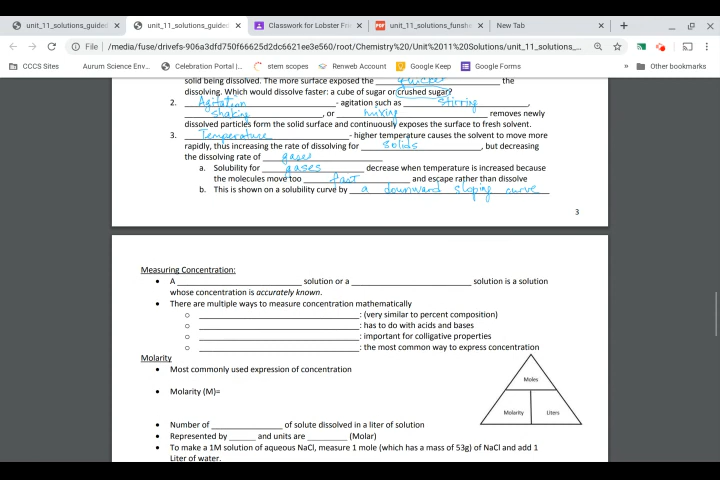 unit_11_solutions_guided
unit_11_solutions_guided
Classwork for Lobster Fri
unit_11_solutions_funshe
New Tab
File | /media/fuse/drivefs-906a3dfd750f66625d2dc6621ee3e560/root/Chemistry%20/Unit%2011%20Solutions/unit_11_solutions_...
CCCS Sites
Aurum Science Env...
Celebration Portal |...
stem scopes
Renweb Account
Google Keep
Google Forms
Other bookmarks
solid being dissolved. The more surface exposed the quicker the
dissolving. Which would dissolve faster: a cube of sugar or crushed sugar?
2. Agitation - agitation such as stirring,
shaking, or mixing removes newly
dissolved particles form the solid surface and continuously exposes the surface to fresh solvent.
3. Temperature - higher temperature causes the solvent to move more
rapidly, thus increasing the rate of dissolving for solids, but decreasing
the dissolving rate of gases
a. Solubility for gases decrease when temperature is increased because
the molecules move too fast and escape rather than dissolve
b. This is shown on a solubility curve by a downward sloping curve
3
Measuring Concentration:
• A ____________ solution or a ____________ solution is a solution
whose concentration is accurately known.
• There are multiple ways to measure concentration mathematically
o ____________: (very similar to percent composition)
o ____________: has to do with acids and bases
o ____________: important for colligative properties
o ____________: the most common way to express concentration
Molarity
• Most commonly used expression of concentration
Moles
• Molarity (M)=
Molarity Liters
• Number of ____________ of solute dissolved in a liter of solution
• Represented by ______ and units are _________ (Molar)
• To make a 1M solution of aqueous NaCl, measure 1 mole (which has a mass of 53g) of NaCl and add 1
Liter of water.